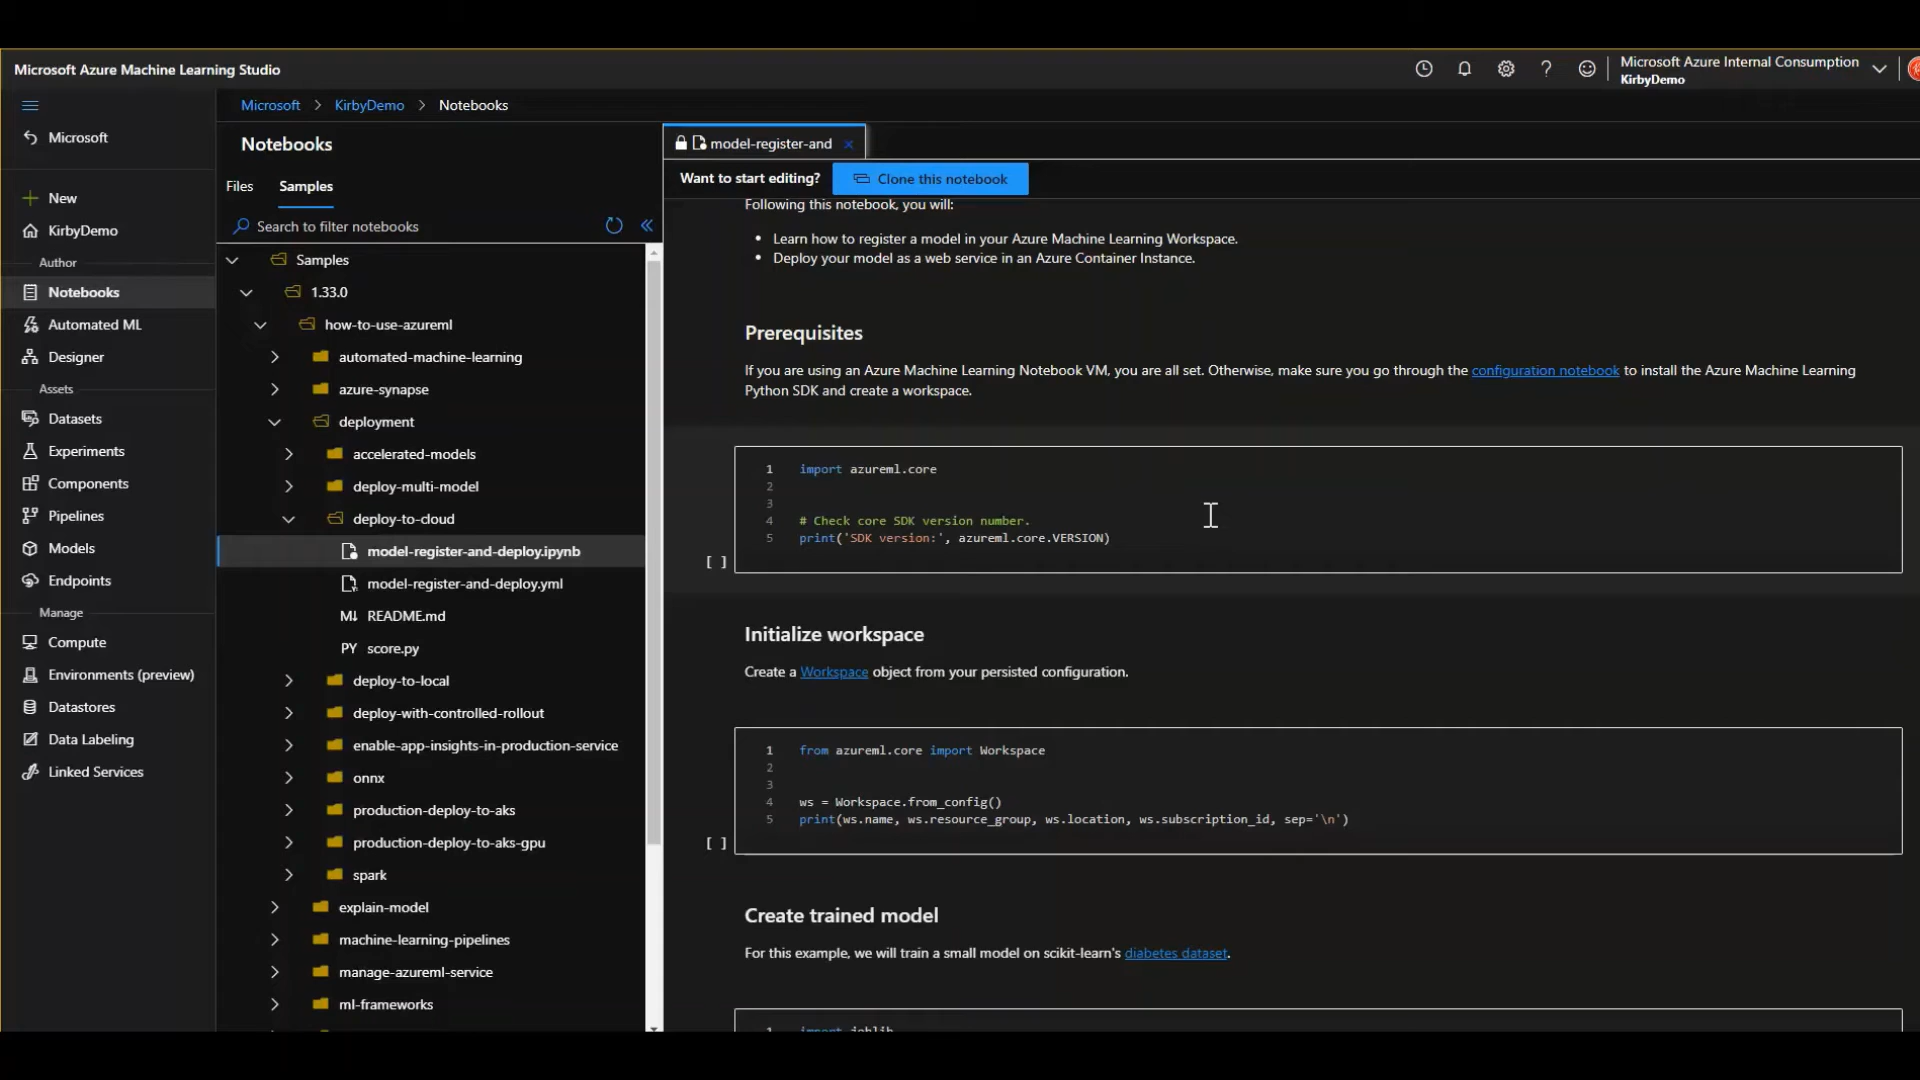 Microsoft Azure Machine Learning Studio
Microsoft Azure Internal Consumption
KirbyDemo
Microsoft
New
KirbyDemo
Author
Notebooks
Automated ML
Designer
Assets
Datasets
Experiments
Components
Pipelines
Models
Endpoints
Manage
Compute
Environments (preview)
Datastores
Data Labeling
Linked Services
Microsoft > KirbyDemo > Notebooks
Notebooks
Files Samples
Search to filter notebooks
Samples
1.33.0
how-to-use-azureml
automated-machine-learning
azure-synapse
deployment
accelerated-models
deploy-multi-model
deploy-to-cloud
model-register-and-deploy.ipynb
model-register-and-deploy.yml
M↓ README.md
PY score.py
deploy-to-local
deploy-with-controlled-rollout
enable-app-insights-in-production-service
onnx
production-deploy-to-aks
production-deploy-to-aks-gpu
spark
explain-model
machine-learning-pipelines
manage-azureml-service
ml-frameworks
model-register-and
Want to start editing? Clone this notebook
Following this notebook, you will:
• Learn how to register a model in your Azure Machine Learning Workspace.
• Deploy your model as a web service in an Azure Container Instance.
Prerequisites
If you are using an Azure Machine Learning Notebook VM, you are all set. Otherwise, make sure you go through the configuration notebook to install the Azure Machine Learning
Python SDK and create a workspace.
1 import azureml.core
2
3
4 # Check core SDK version number.
5 print('SDK version:', azureml.core.VERSION)
[ ]
Initialize workspace
Create a Workspace object from your persisted configuration.
1 from azureml.core import Workspace
2
3
4 ws = Workspace.from_config()
5 print(ws.name, ws.resource_group, ws.location, ws.subscription_id, sep='\n')
[ ]
Create trained model
For this example, we will train a small model on scikit-learn's diabetes dataset.
1 import joblib